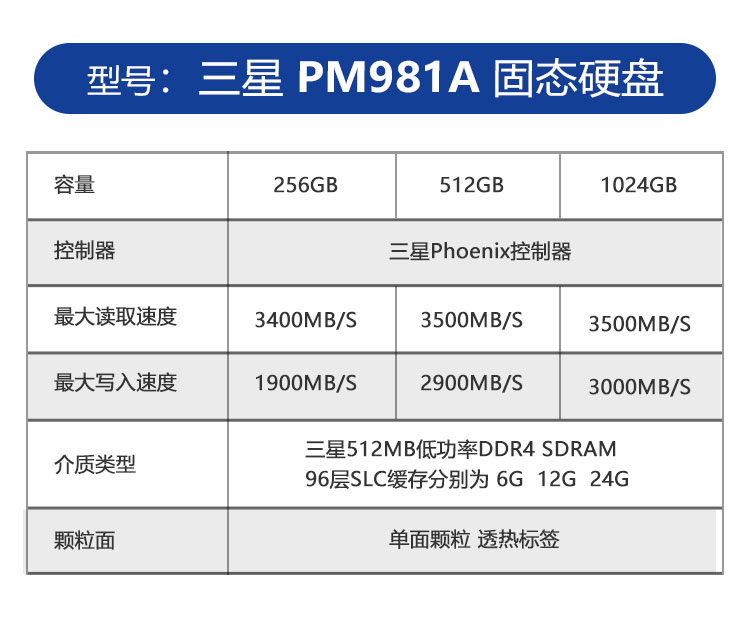 型号：三星 PM981A 固态硬盘
容量 256GB 512GB 1024GB
控制器 三星Phoenix控制器
最大读取速度 3400MB/S 3500MB/S 3500MB/S
最大写入速度 1900MB/S 2900MB/S 3000MB/S
介质类型 三星512MB低功率DDR4 SDRAM
96层SLC缓存分别为 6G 12G 24G
颗粒面 单面颗粒 透热标签